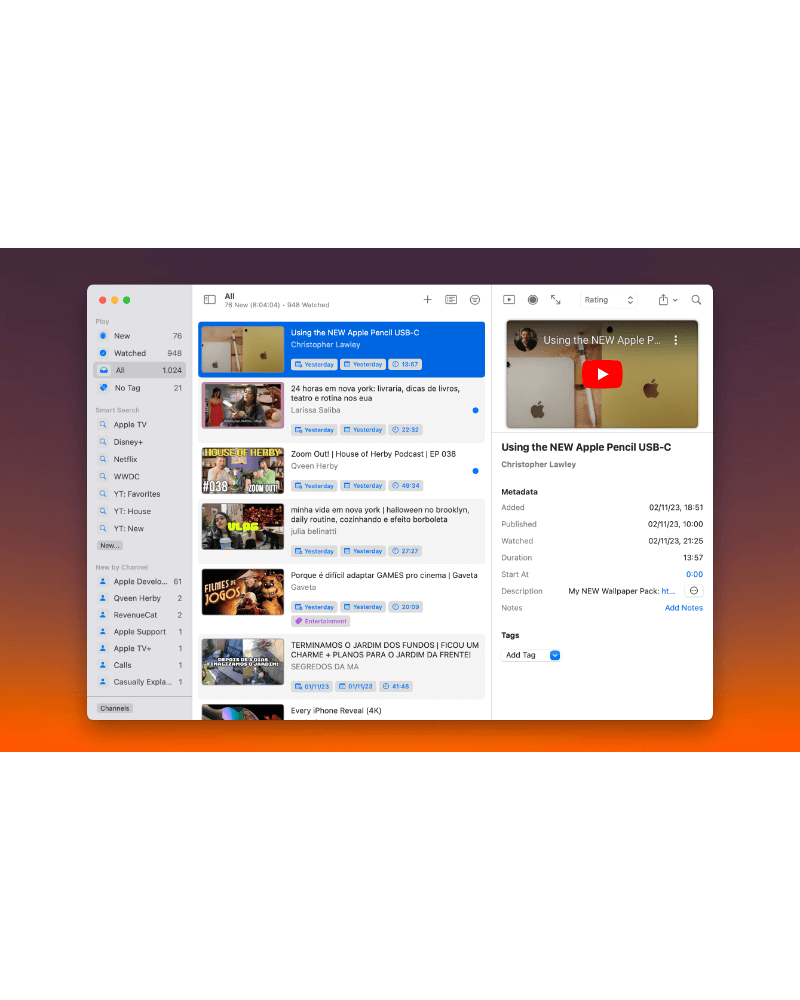 Play
New 76
Watched 948
All 1.024
No Tag 21
Smart Search
Apple TV
Disney+
Netflix
WWDC
YT: Favorites
YT: House
YT: New
New...
New by Channel
Apple Develo... 61
Qveen Herby 2
RevenueCat 2
Apple Support 1
Apple TV+ 1
Calls 1
Casually Expla... 1
Channels
All
76 New (8:04:04) • 948 Watched
Using the NEW Apple Pencil USB-C
Christopher Lawley
Yesterday Yesterday 13:57
24 horas em nova york: livraria, dicas de livros,
teatro e rotina nos eua
Larissa Saliba
Yesterday Yesterday 22:32
HOUSE OF HERBY
#038 ZOOM OUT!
Zoom Out! | House of Herby Podcast | EP 038
Qveen Herby
Yesterday Yesterday 49:34
VLOG
minha vida em nova york | halloween no brooklyn,
daily routine, cozinhando e efeito borboleta
julia belinatti
Yesterday Yesterday 27:27
FILMES DE
JOGOS
Porque é difícil adaptar GAMES pro cinema | Gaveta
Gaveta
Yesterday Yesterday 20:09
Entertainment
DEPOIS DE 3 DIAS
FINALIZAMOS O JARDIM!
TERMINAMOS O JARDIM DOS FUNDOS | FICOU UM
CHARME + PLANOS PARA O JARDIM DA FRENTE!
SEGREDOS DA MA
01/11/23 01/11/23 41:48
Every iPhone Reveal (4K)
Rating
Using the NEW Apple P...
Using the NEW Apple Pencil USB-C
Christopher Lawley
Metadata
Added 02/11/23, 18:51
Published 02/11/23, 10:00
Watched 02/11/23, 21:25
Duration 13:57
Start At 0:00
Description My NEW Wallpaper Pack: ht...
Notes Add Notes
Tags
Add Tag